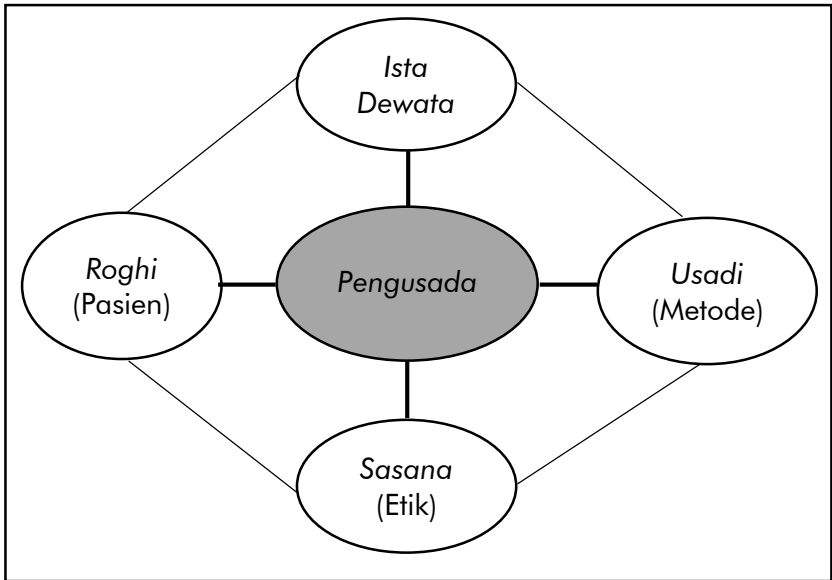 Ista
Dewata
Roghi
(Pasien)
Pengusada
Usadi
(Metode)
Sasana
(Etik)